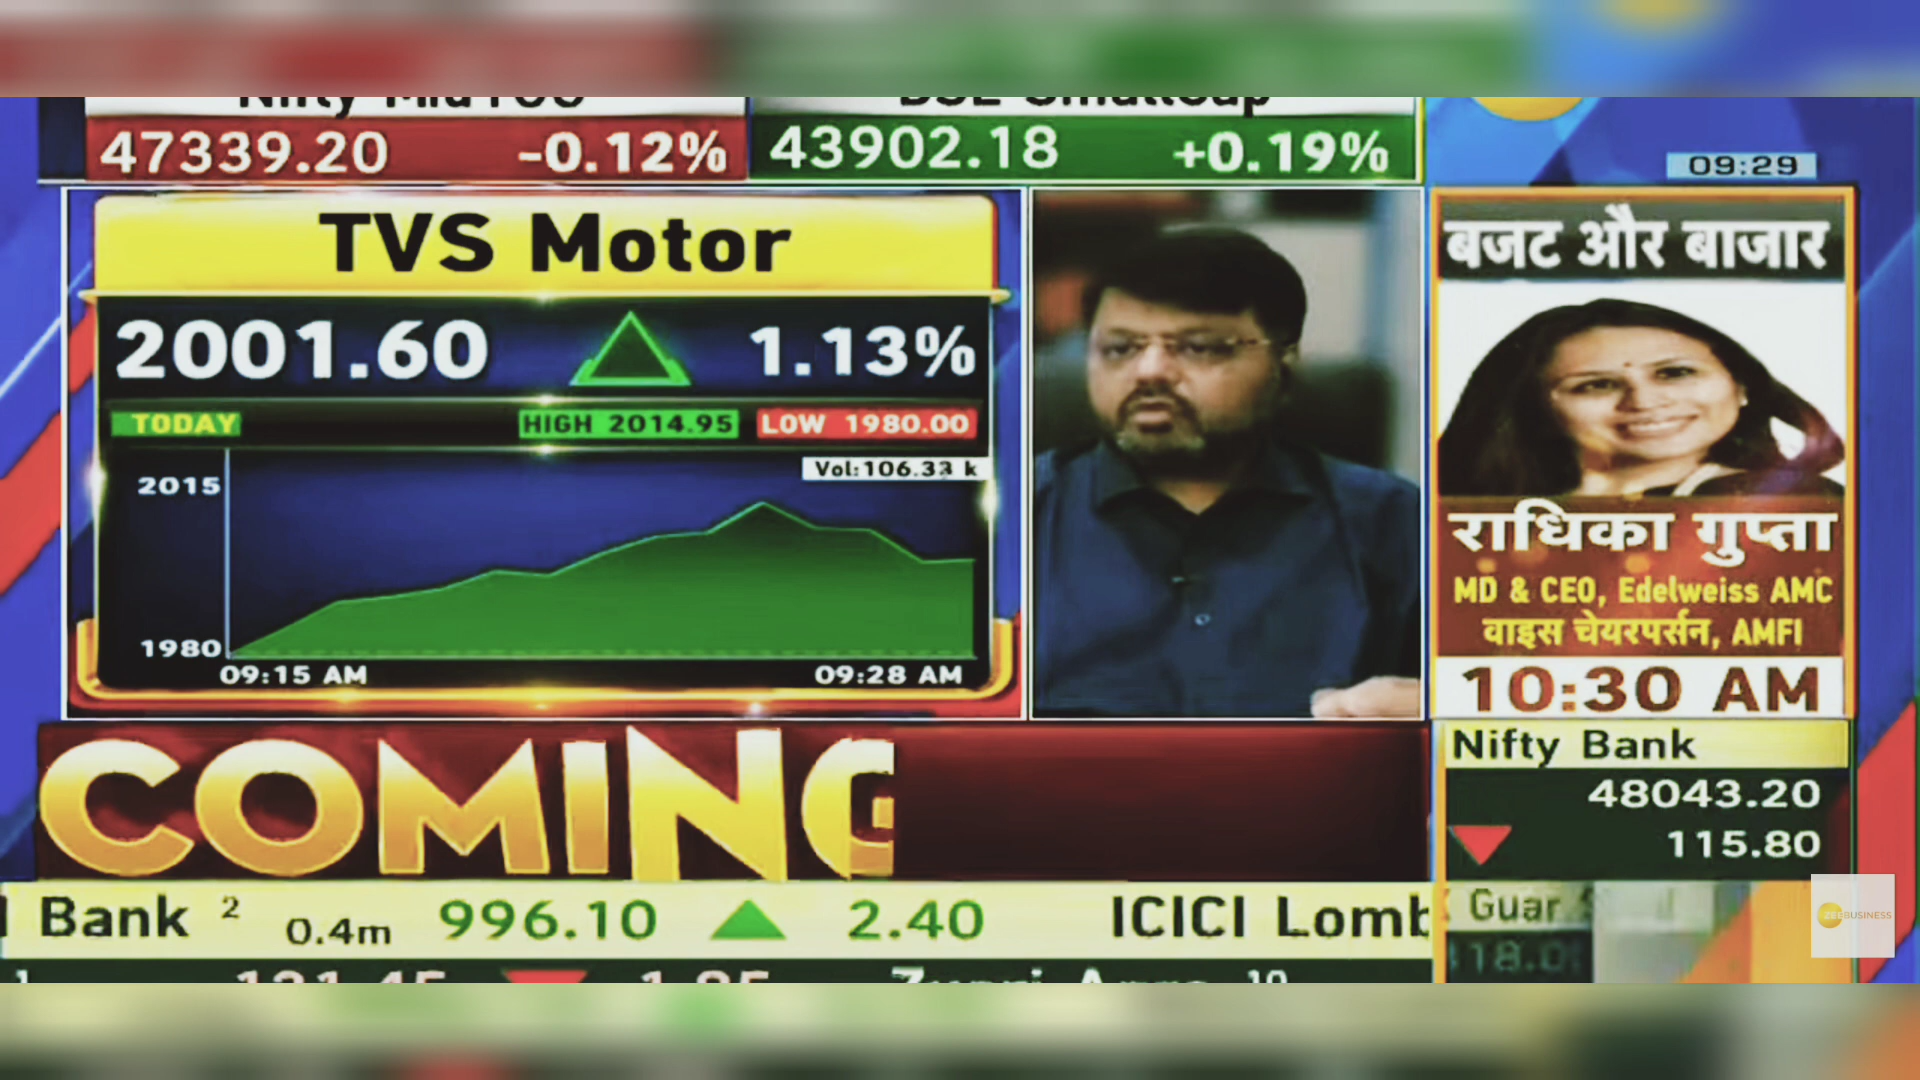 47339.20 -0.12%
43902.18 +0.19%
09:29
TVS Motor
2001.60 1.13%
TODAY HIGH 2014.95 LOW 1980.00
Vol:106.33 k
2015
1980
09:15 AM 09:28 AM
बजट और बाजार
राधिका गुप्ता
MD & CEO, Edelweiss AMC
वाइस चेयरपर्सन, AMFI
10:30 AM
Nifty Bank
48043.20
115.80
COMING
Bank 2 0.4m 996.10 2.40 ICICI Lomb
Guar
ZEEBUSINESS